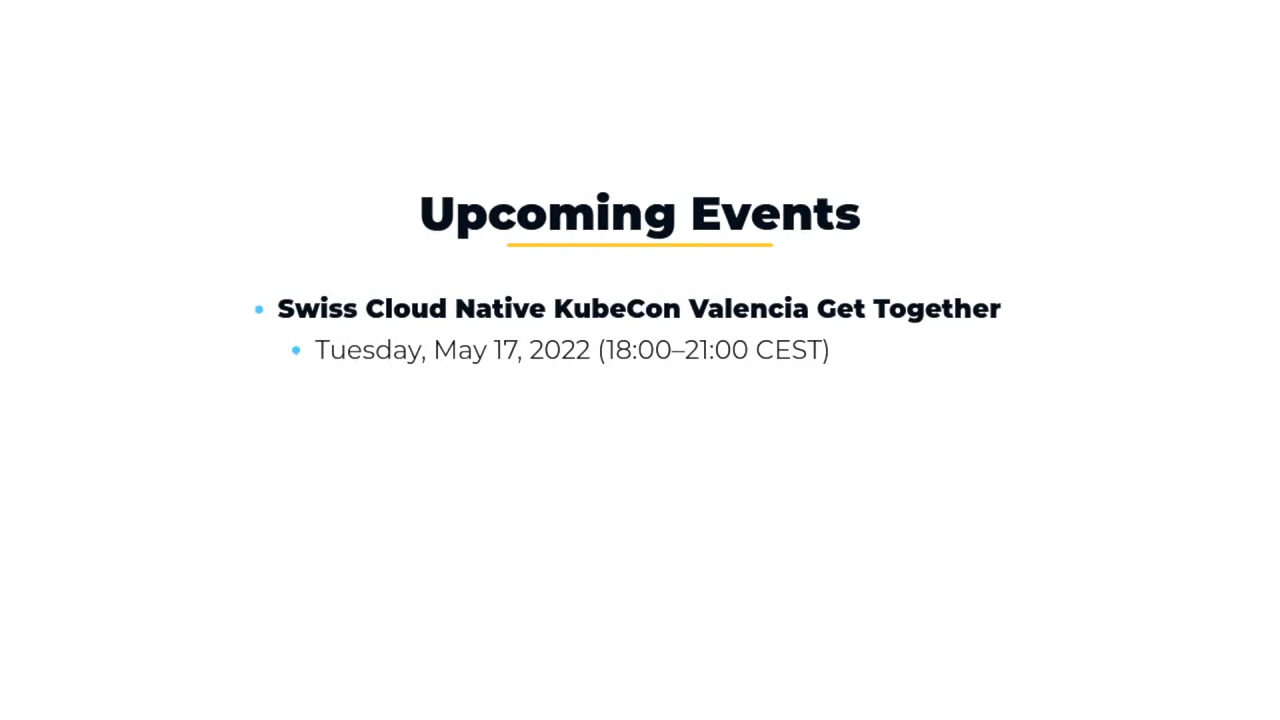 Upcoming Events
Swiss Cloud Native KubeCon Valencia Get Together
Tuesday, May 17, 2022 (18:00–21:00 CEST)